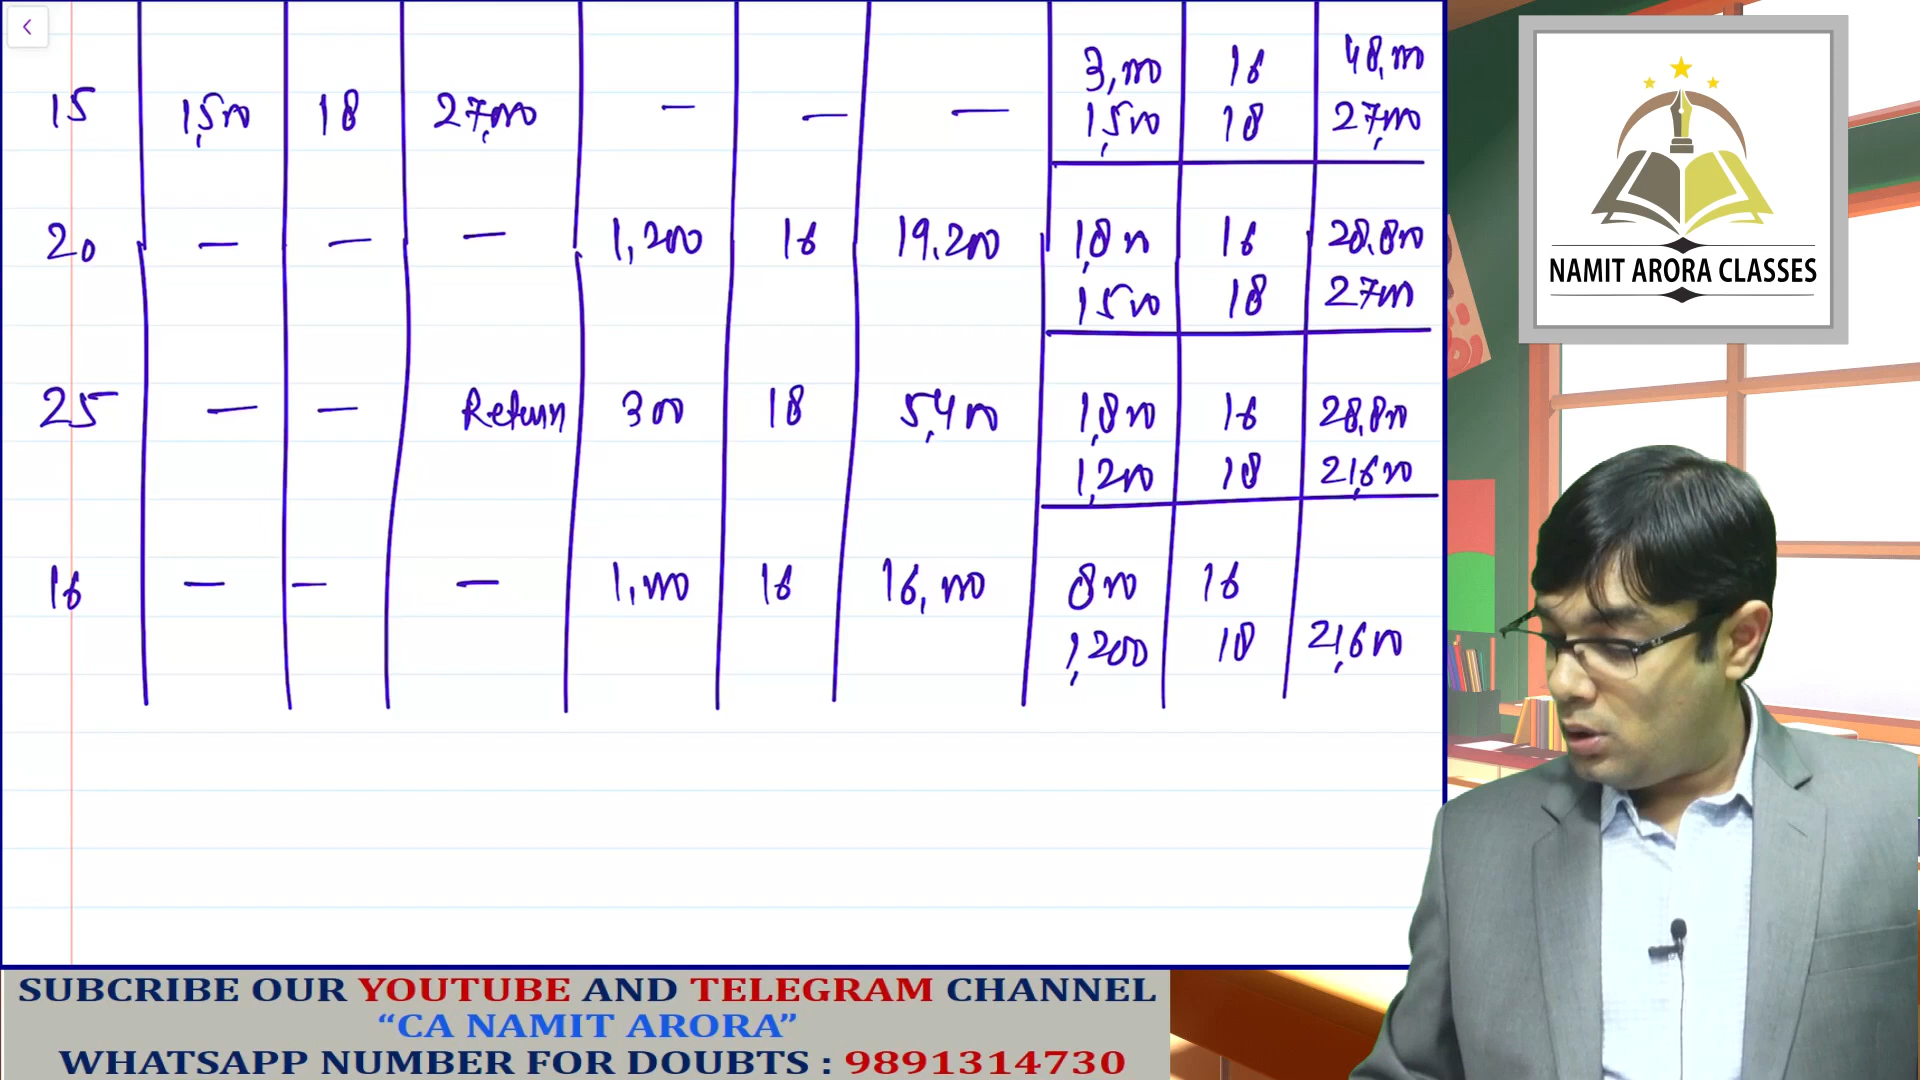 3,000 16 48,000
15 1,500 18 27,000 — — — 1,500 18 27,000
20 — — — 1,200 16 19,200 1,800 16 28,800
1,500 18 27,000
25 — — Return 300 18 5,400 1,800 16 28,800
1,200 18 21,600
16 — — — 1,000 16 16,000 800 16
1,200 18 21,600
NAMIT ARORA CLASSES
SUBCRIBE OUR YOUTUBE AND TELEGRAM CHANNEL
“CA NAMIT ARORA”
WHATSAPP NUMBER FOR DOUBTS : 9891314730